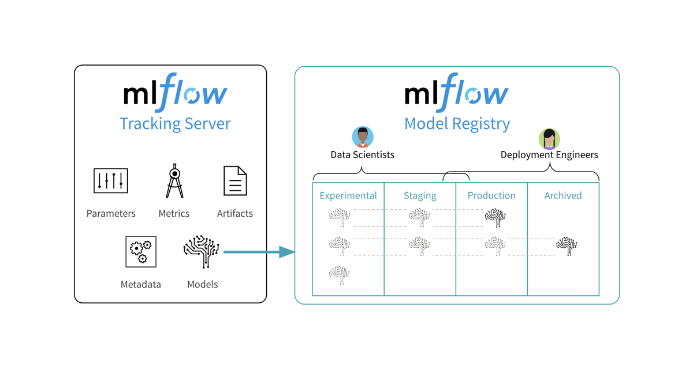 mlflow
Tracking Server
Parameters
Metrics
Artifacts
Metadata
Models
mlflow
Model Registry
Data Scientists
Deployment Engineers
Experimental
Staging
Production
Archived